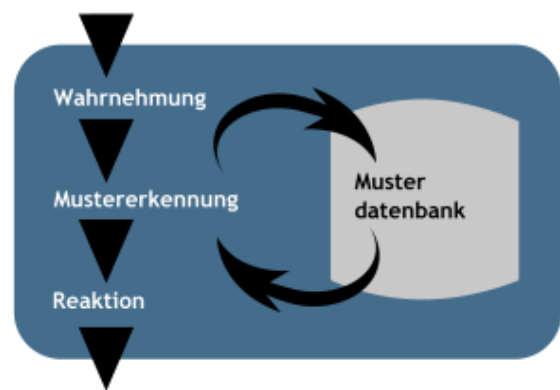 Wahrnehmung
Mustererkennung
Reaktion
Muster
datenbank